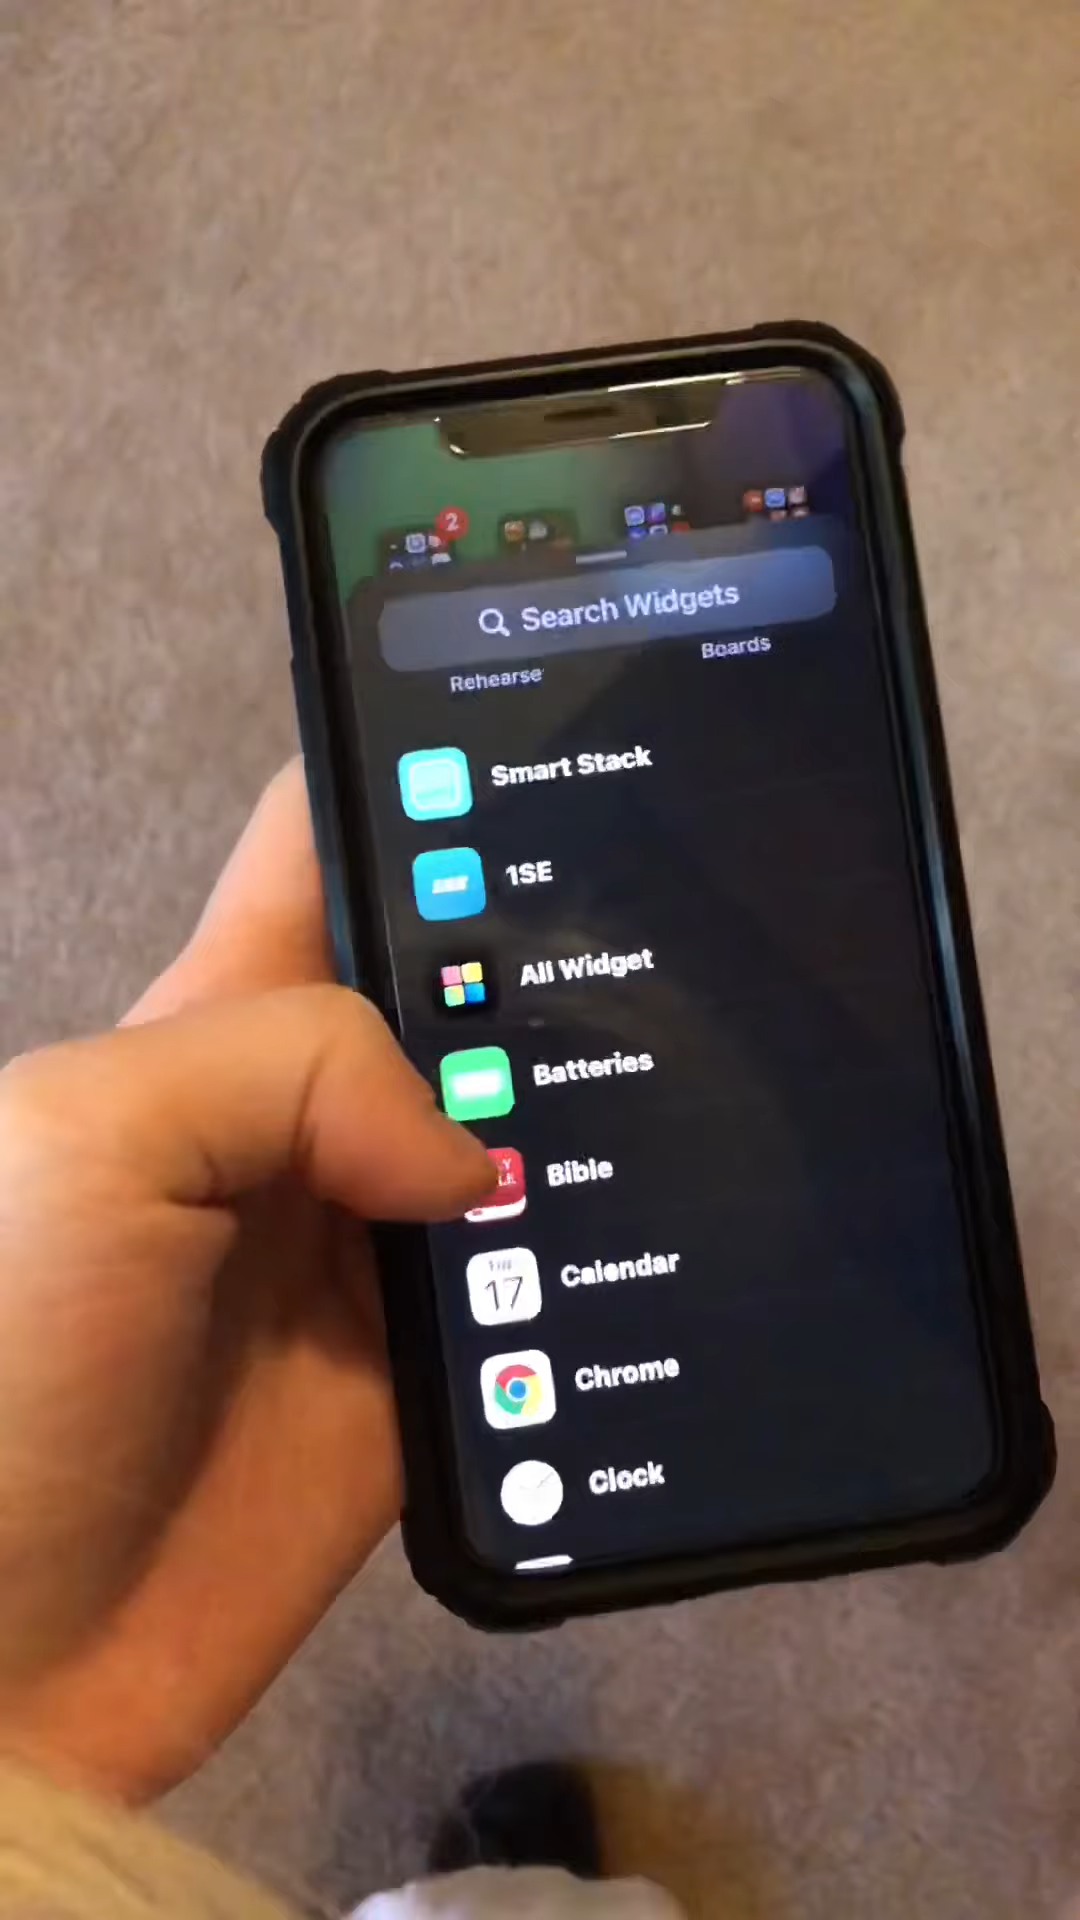 2
Search Widgets
Boards
Rehearse
Smart Stack
1SE
All Widget
Batteries
Bible
Calendar
17
Chrome
Clock